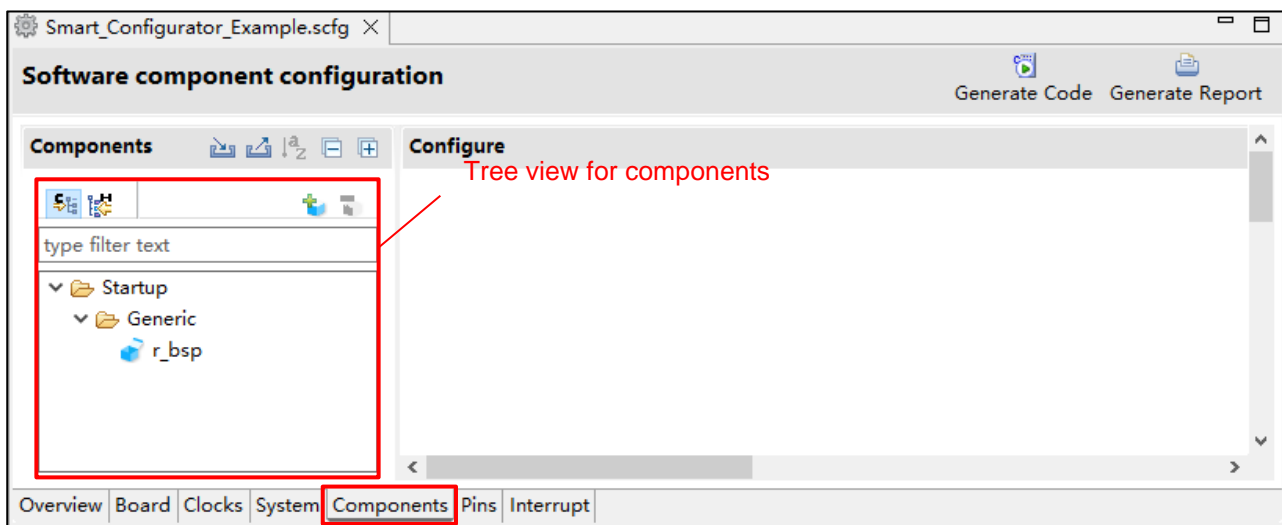 Smart_Configurator_Example.scfg
Software component configuration
Generate Code Generate Report
Components
Configure
Tree view for components
type filter text
Startup
Generic
r_bsp
Overview Board Clocks System Components Pins Interrupt